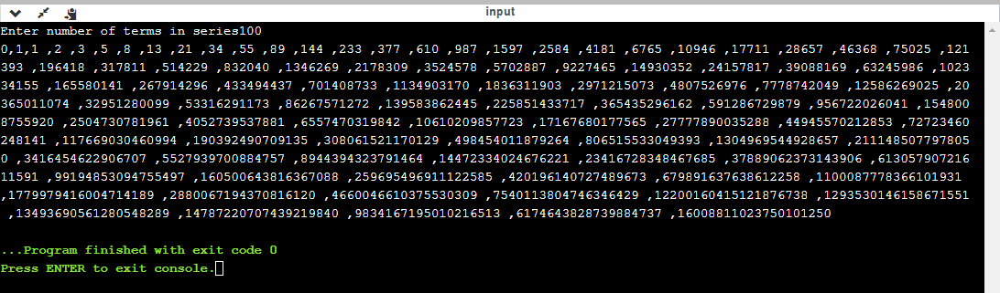 input
Enter number of terms in series100
0,1,1 ,2 ,3 ,5 ,8 ,13 ,21 ,34 ,55 ,89 ,144 ,233 ,377 ,610 ,987 ,1597 ,2584 ,4181 ,6765 ,10946 ,17711 ,28657 ,46368 ,75025 ,121
393 ,196418 ,317811 ,514229 ,832040 ,1346269 ,2178309 ,3524578 ,5702887 ,9227465 ,14930352 ,24157817 ,39088169 ,63245986 ,1023
34155 ,165580141 ,267914296 ,433494437 ,701408733 ,1134903170 ,1836311903 ,2971215073 ,4807526976 ,7778742049 ,12586269025 ,20
365011074 ,32951280099 ,53316291173 ,86267571272 ,139583862445 ,225851433717 ,365435296162 ,591286729879 ,956722026041 ,154800
8755920 ,2504730781961 ,4052739537881 ,6557470319842 ,10610209857723 ,17167680177565 ,27777890035288 ,44945570212853 ,72723460
248141 ,117669030460994 ,190392490709135 ,308061521170129 ,498454011879264 ,806515533049393 ,1304969544928657 ,211148507797805
0 ,3416454622906707 ,5527939700884757 ,8944394323791464 ,14472334024676221 ,23416728348467685 ,37889062373143906 ,613057907216
11591 ,99194853094755497 ,160500643816367088 ,259695496911122585 ,420196140727489673 ,679891637638612258 ,1100087778366101931
,1779979416004714189 ,2880067194370816120 ,4660046610375530309 ,7540113804746346429 ,12200160415121876738 ,1293530146158671551
,13493690561280548289 ,14787220707439219840 ,9834167195010216513 ,6174643828739884737 ,16008811023750101250
...Program finished with exit code 0
Press ENTER to exit console.